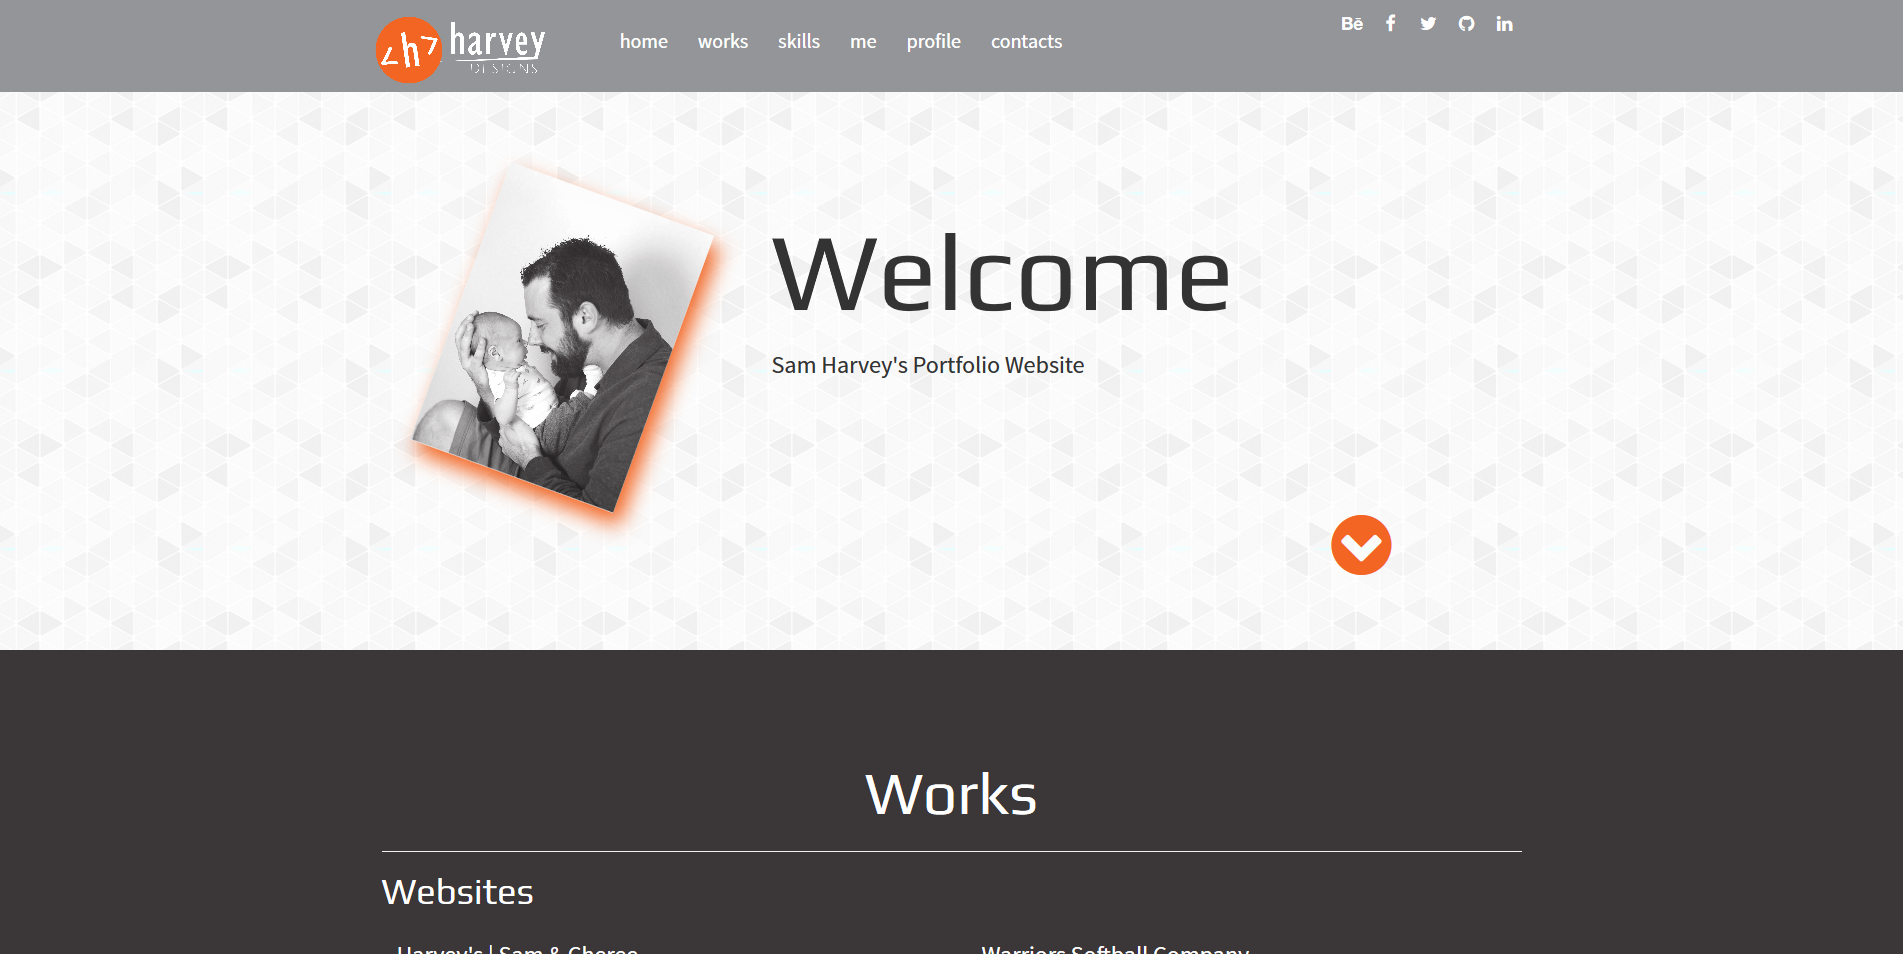 <h> harvey
DESIGNS
home works skills me profile contacts
Bē
Welcome
Sam Harvey's Portfolio Website
Works
Websites
Harvey's | Sam & Cheree
Warriors Softball Company